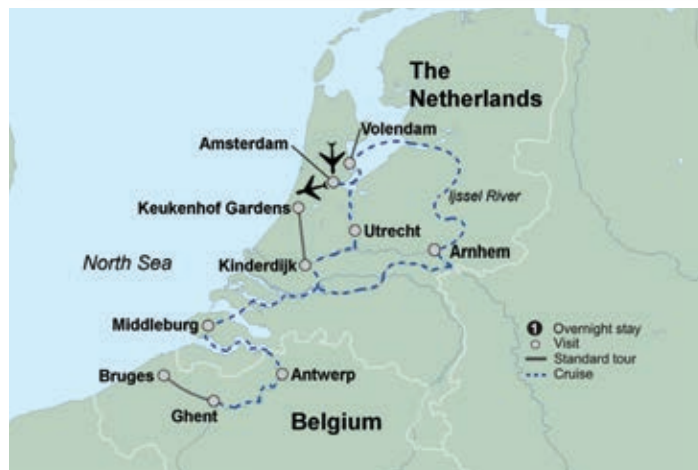 The
Netherlands
Volendam
Amsterdam
Ijssel River
Keukenhof Gardens
Utrecht
Arnhem
North Sea
Kinderdijk
Middleburg
1 Overnight stay
Visit
Standard tour
Cruise
Bruges
Antwerp
Ghent
Belgium